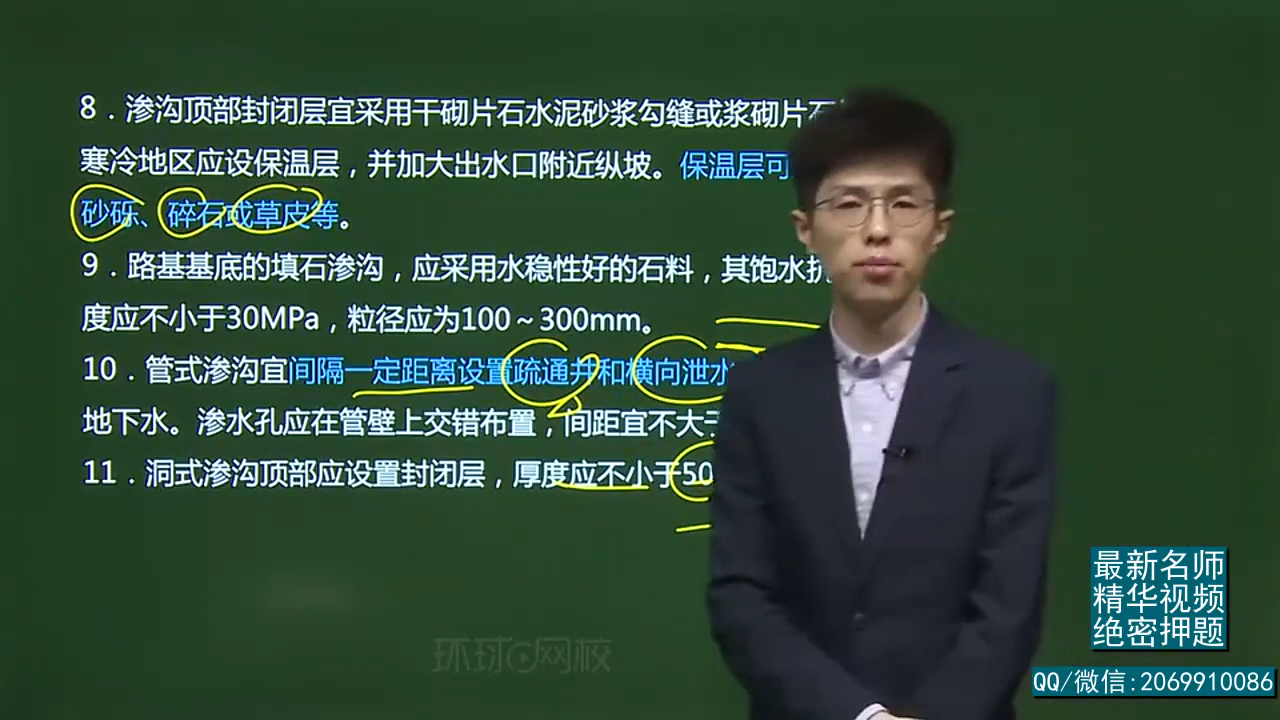 8．渗沟顶部封闭层宜采用干砌片石水泥砂浆勾缝或浆砌片石
寒冷地区应设保温层，并加大出水口附近纵坡。保温层可
砂砾、碎石或草皮等。
9．路基基底的填石渗沟，应采用水稳性好的石料，其饱水抗
度应不小于30MPa，粒径应为100～300mm。
10．管式渗沟宜间隔一定距离设置疏通井和横向泄水
地下水。渗水孔应在管壁上交错布置，间距宜不大于
11．洞式渗沟顶部应设置封闭层，厚度应不小于50
环球网校
最新名师
精华视频
绝密押题
QQ/微信:2069910086